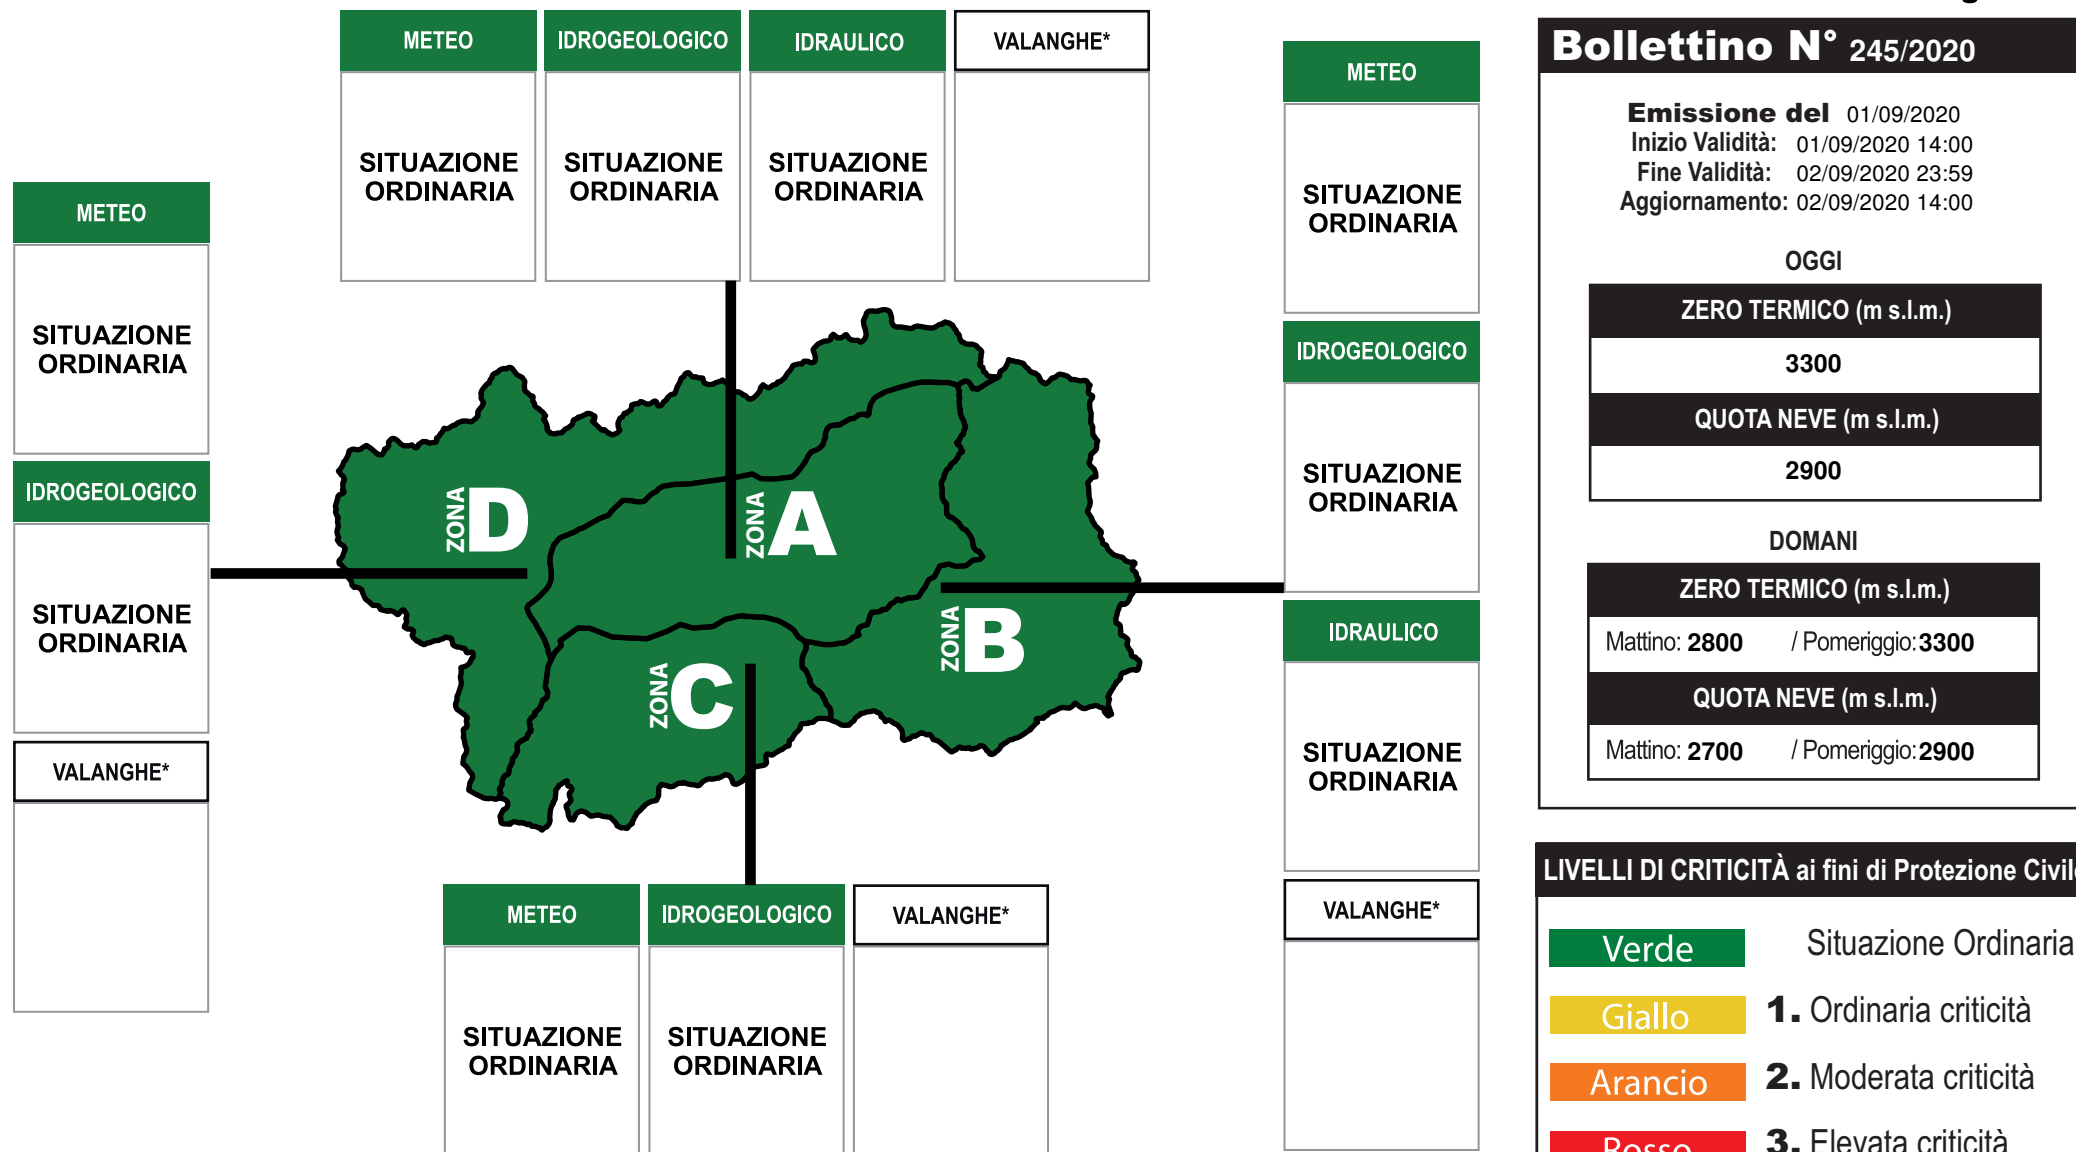 METEO
SITUAZIONE
ORDINARIA
IDROGEOLOGICO
SITUAZIONE
ORDINARIA
IDRAULICO
SITUAZIONE
ORDINARIA
VALANGHE*
METEO
SITUAZIONE
ORDINARIA
IDROGEOLOGICO
SITUAZIONE
ORDINARIA
VALANGHE*
ZONA D
ZONA A
ZONA B
ZONA C
METEO
SITUAZIONE
ORDINARIA
IDROGEOLOGICO
SITUAZIONE
ORDINARIA
IDRAULICO
SITUAZIONE
ORDINARIA
VALANGHE*
METEO
SITUAZIONE
ORDINARIA
IDROGEOLOGICO
SITUAZIONE
ORDINARIA
VALANGHE*
Bollettino N° 245/2020
Emissione del 01/09/2020
Inizio Validità: 01/09/2020 14:00
Fine Validità: 02/09/2020 23:59
Aggiornamento: 02/09/2020 14:00
OGGI
ZERO TERMICO (m s.l.m.)
3300
QUOTA NEVE (m s.l.m.)
2900
DOMANI
ZERO TERMICO (m s.l.m.)
Mattino: 2800 / Pomeriggio: 3300
QUOTA NEVE (m s.l.m.)
Mattino: 2700 / Pomeriggio: 2900
LIVELLI DI CRITICITÀ ai fini di Protezione Civile
Verde Situazione Ordinaria
Giallo 1. Ordinaria criticità
Arancio 2. Moderata criticità
Rosso 3. Elevata criticità